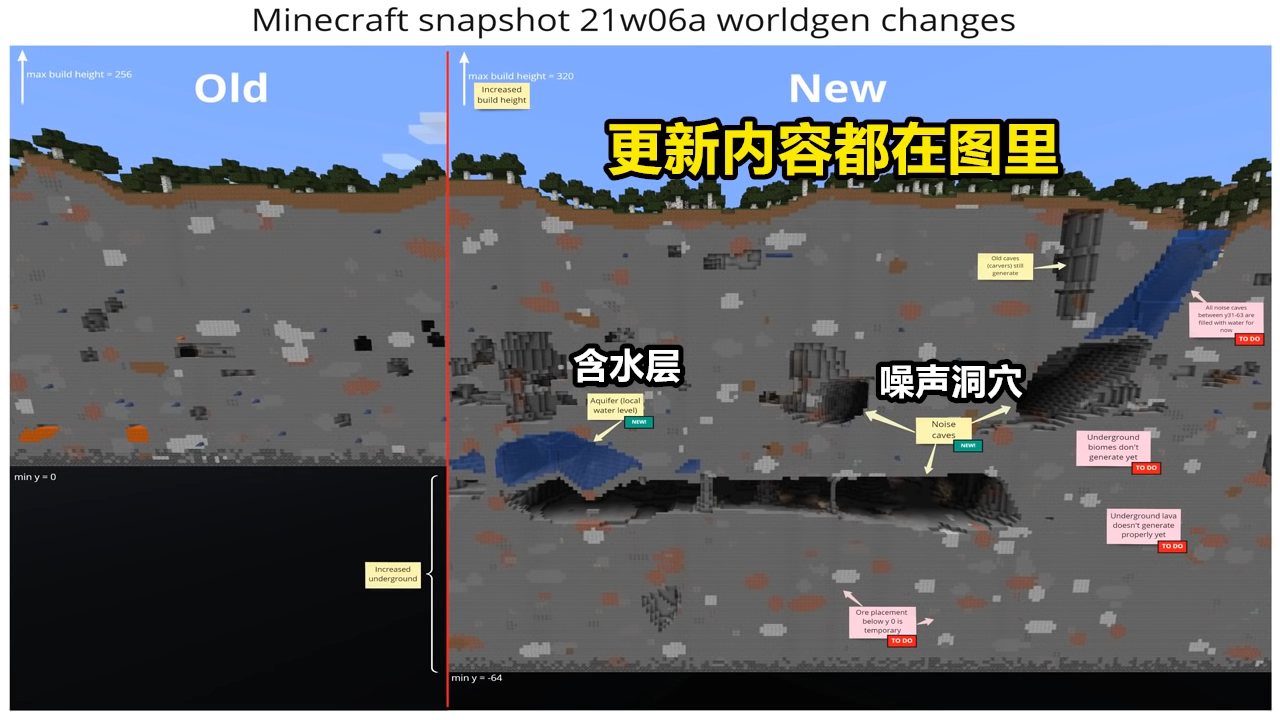 Minecraft snapshot 21w06a worldgen changes
max build height = 256
Old
max build height = 320
Increased
build height
New
更新内容都在图里
Old caves
(carvers) still
generate
All noise caves
between y31-63 are
filled with water for
now
TO DO
含水层
Aquifer (local
water level)
NEW!
噪声洞穴
Noise
caves
NEW!
Underground
biomes don't
generate yet
TO DO
min y = 0
Underground lava
doesn't generate
properly yet
TO DO
Increased
underground
Ore placement
below y 0 is
temporary
TO DO
min y = -64